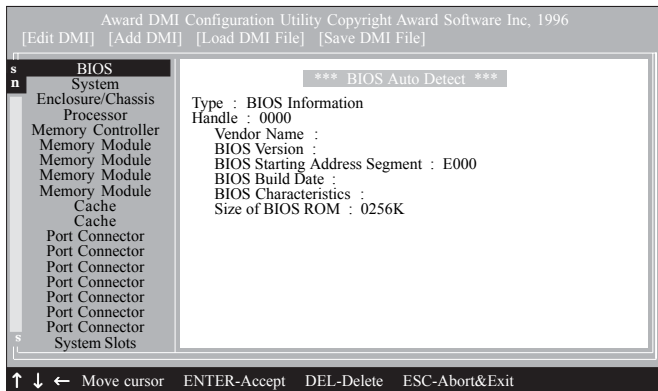 Award DMI Configuration Utility Copyright Award Software Inc, 1996
[Edit DMI] [Add DMI] [Load DMI File] [Save DMI File]
s
n
BIOS
System
Enclosure/Chassis
Processor
Memory Controller
Memory Module
Memory Module
Memory Module
Memory Module
Cache
Cache
Port Connector
Port Connector
Port Connector
Port Connector
Port Connector
Port Connector
Port Connector
System Slots
s
*** BIOS Auto Detect ***
Type : BIOS Information
Handle : 0000
Vendor Name :
BIOS Version :
BIOS Starting Address Segment : E000
BIOS Build Date :
BIOS Characteristics :
Size of BIOS ROM : 0256K
↑ ↓ ← Move cursor ENTER-Accept DEL-Delete ESC-Abort&Exit